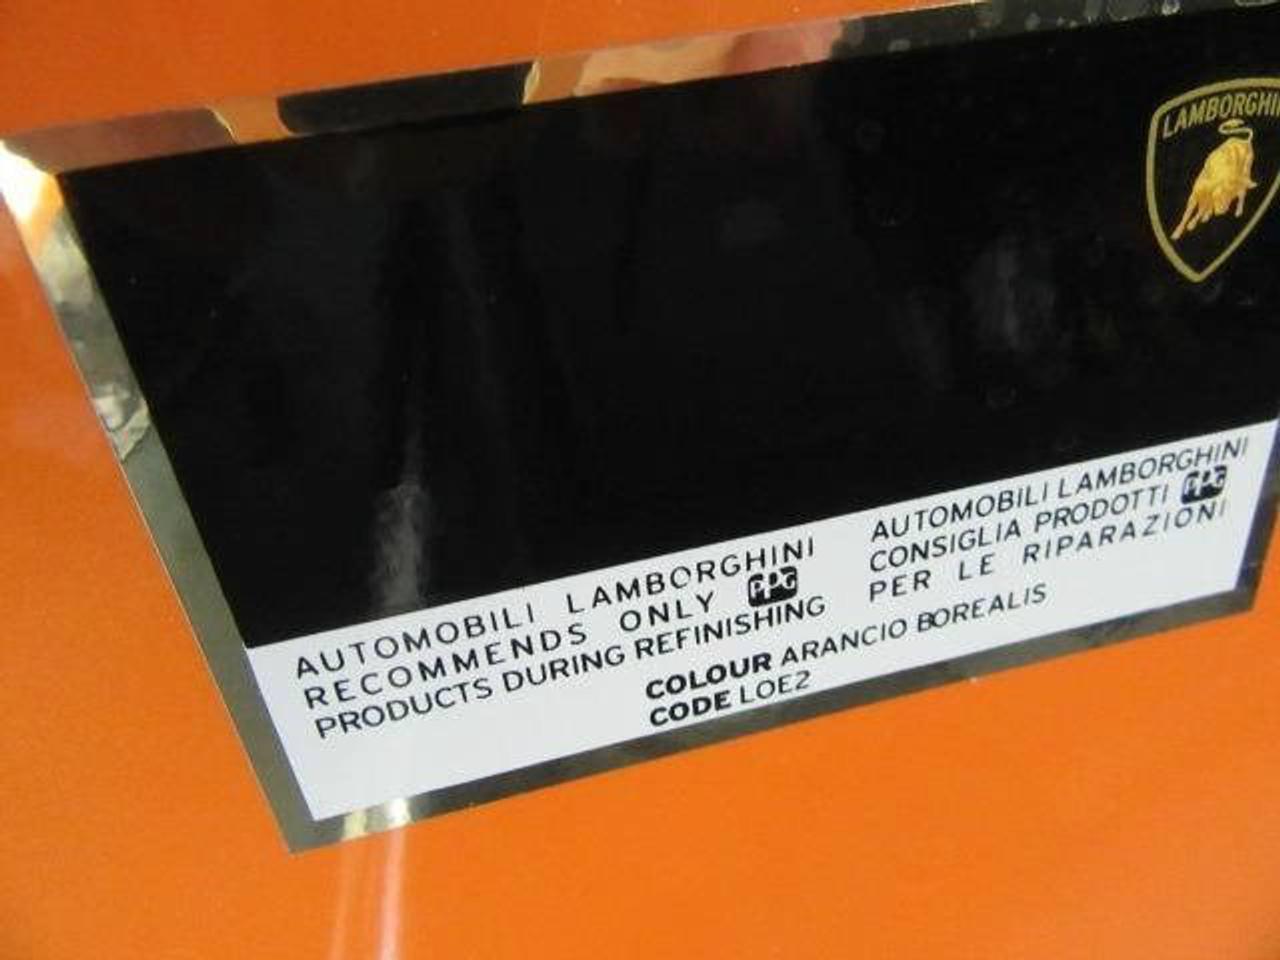 LAMBORGHINI
AUTOMOBILI LAMBORGHINI
RECOMMENDS ONLY PPG
PRODUCTS DURING REFINISHING
AUTOMOBILI LAMBORGHINI
CONSIGLIA PRODOTTI PPG
PER LE RIPARAZIONI
COLOUR ARANCIO BOREALIS
CODE LOE2